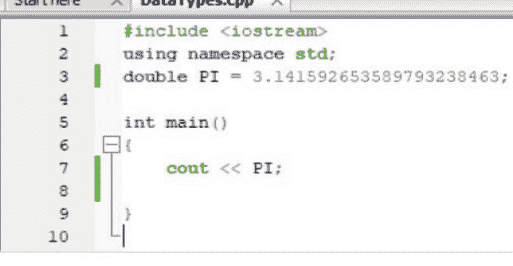 Start here DataTypes.cpp
1 #include <iostream>
2 using namespace std;
3 double PI = 3.141592653589793238463;
4
5 int main()
6 {
7 cout << PI;
8
9 }
10